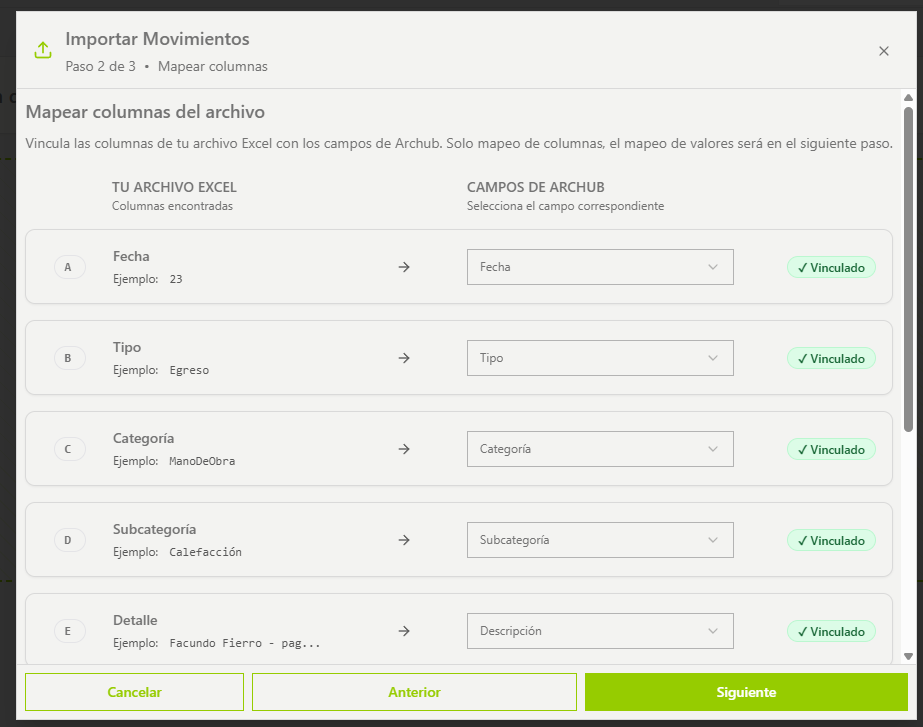 Importar Movimientos
Paso 2 de 3 • Mapear columnas
Mapear columnas del archivo
Vincula las columnas de tu archivo Excel con los campos de Archub. Solo mapeo de columnas, el mapeo de valores será en el siguiente paso.
TU ARCHIVO EXCEL
Columnas encontradas
CAMPOS DE ARCHUB
Selecciona el campo correspondiente
A
Fecha
Ejemplo: 23
Fecha
✓ Vinculado
B
Tipo
Ejemplo: Egreso
Tipo
✓ Vinculado
C
Categoría
Ejemplo: ManoDeObra
Categoría
✓ Vinculado
D
Subcategoría
Ejemplo: Calefacción
Subcategoría
✓ Vinculado
E
Detalle
Ejemplo: Facundo Fierro - pag...
Descripción
✓ Vinculado
Cancelar
Anterior
Siguiente